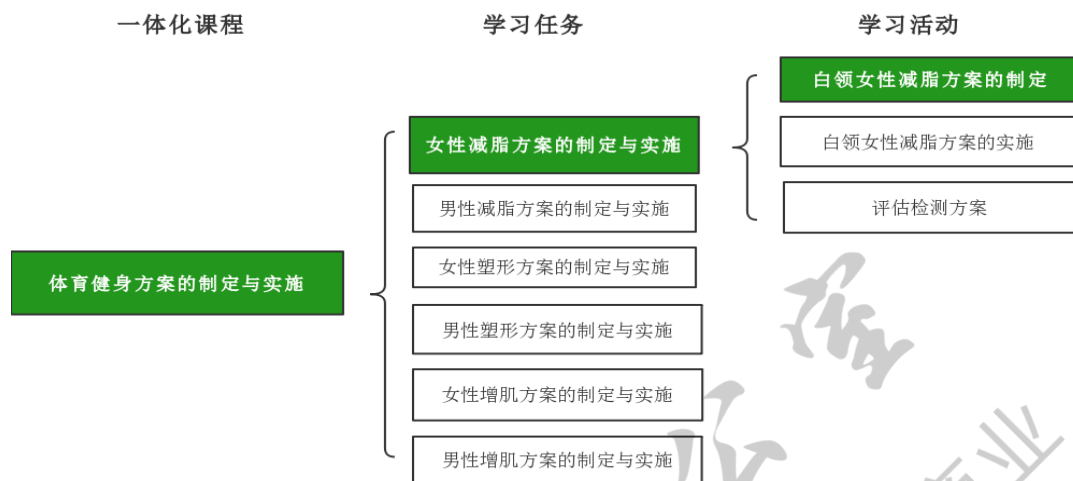 一体化课程
学习任务
学习活动
体育健身方案的制定与实施
女性减脂方案的制定与实施
男性减脂方案的制定与实施
女性塑形方案的制定与实施
男性塑形方案的制定与实施
女性增肌方案的制定与实施
男性增肌方案的制定与实施
白领女性减脂方案的制定
白领女性减脂方案的实施
评估检测方案
业